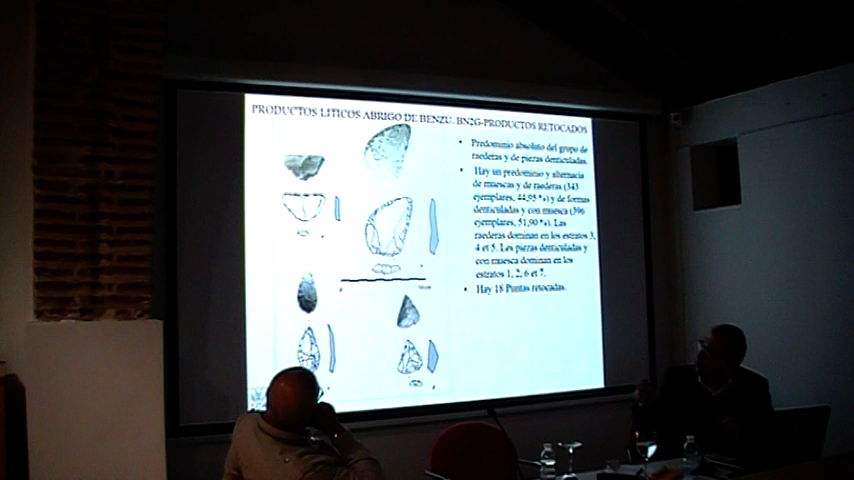 PRODUCTOS LITICOS ABRIGO DE BENZÚ. BN2G-PRODUCTOS RETOCADOS
• Predominio absoluto del grupo de
raederas y de piezas denticuladas.
• Hay un predominio y alternacia
de muescas y de raederas (343
ejemplares, 44,95 %) y de formas
denticuladas y con muesca (396
ejemplares, 51,90 %). Las
raederas dominan en los estratos 3,
4 et 5. Les piezas denticuladas y
con muesca dominan en los
estratos 1, 2, 6 et 7.
• Hay 18 Puntas retocadas.